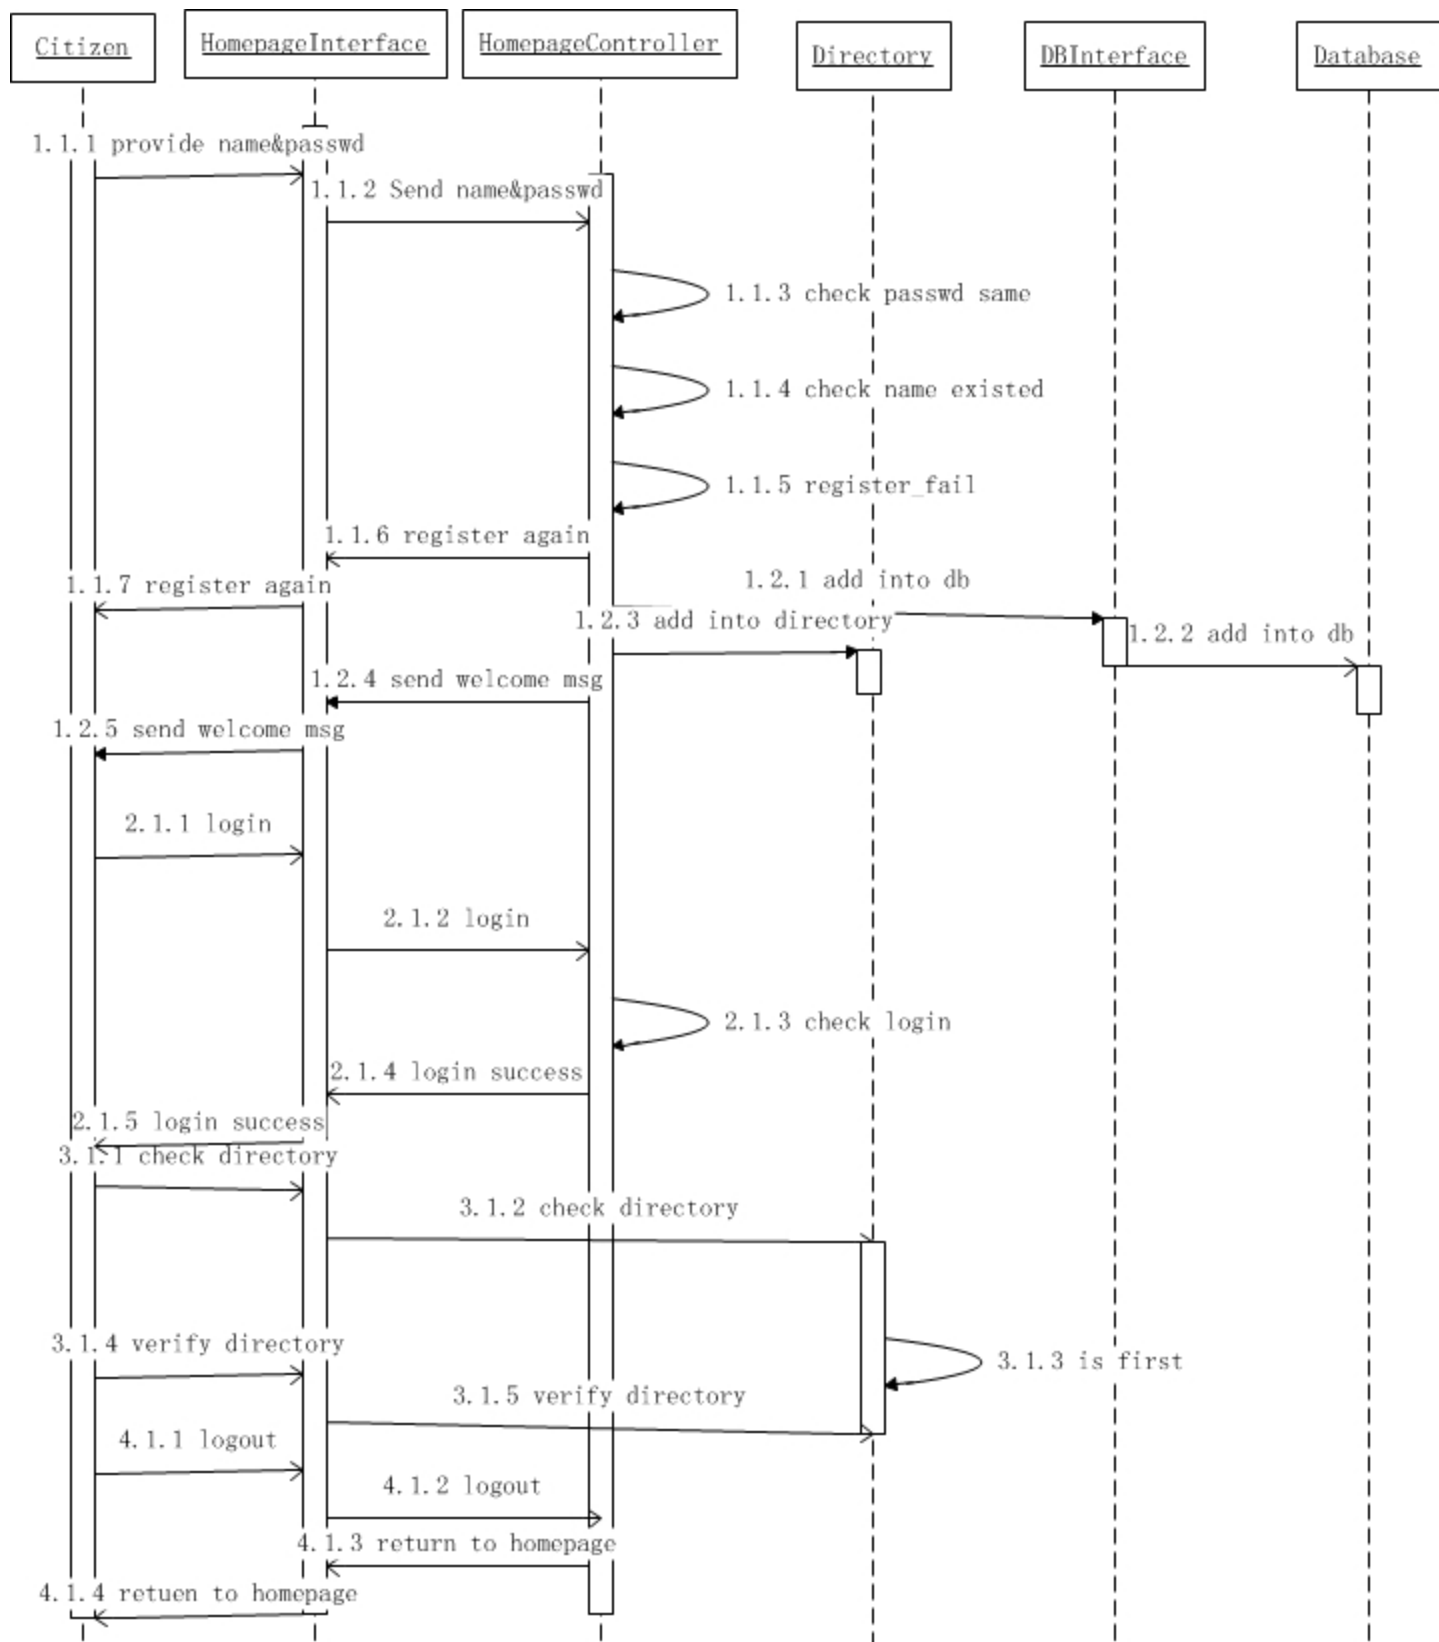 Citizen
HomepageInterface
HomepageController
Directory
DBInterface
Database
1.1.1 provide name&passwd
1.1.2 Send name&passwd
1.1.3 check passwd same
1.1.4 check name existed
1.1.5 register_fail
1.1.6 register again
1.1.7 register again
1.2.1 add into db
1.2.3 add into directory
1.2.2 add into db
1.2.4 send welcome msg
1.2.5 send welcome msg
2.1.1 login
2.1.2 login
2.1.3 check login
2.1.4 login success
2.1.5 login success
3.1.1 check directory
3.1.2 check directory
3.1.4 verify directory
3.1.3 is first
3.1.5 verify directory
4.1.1 logout
4.1.2 logout
4.1.3 return to homepage
4.1.4 retuen to homepage